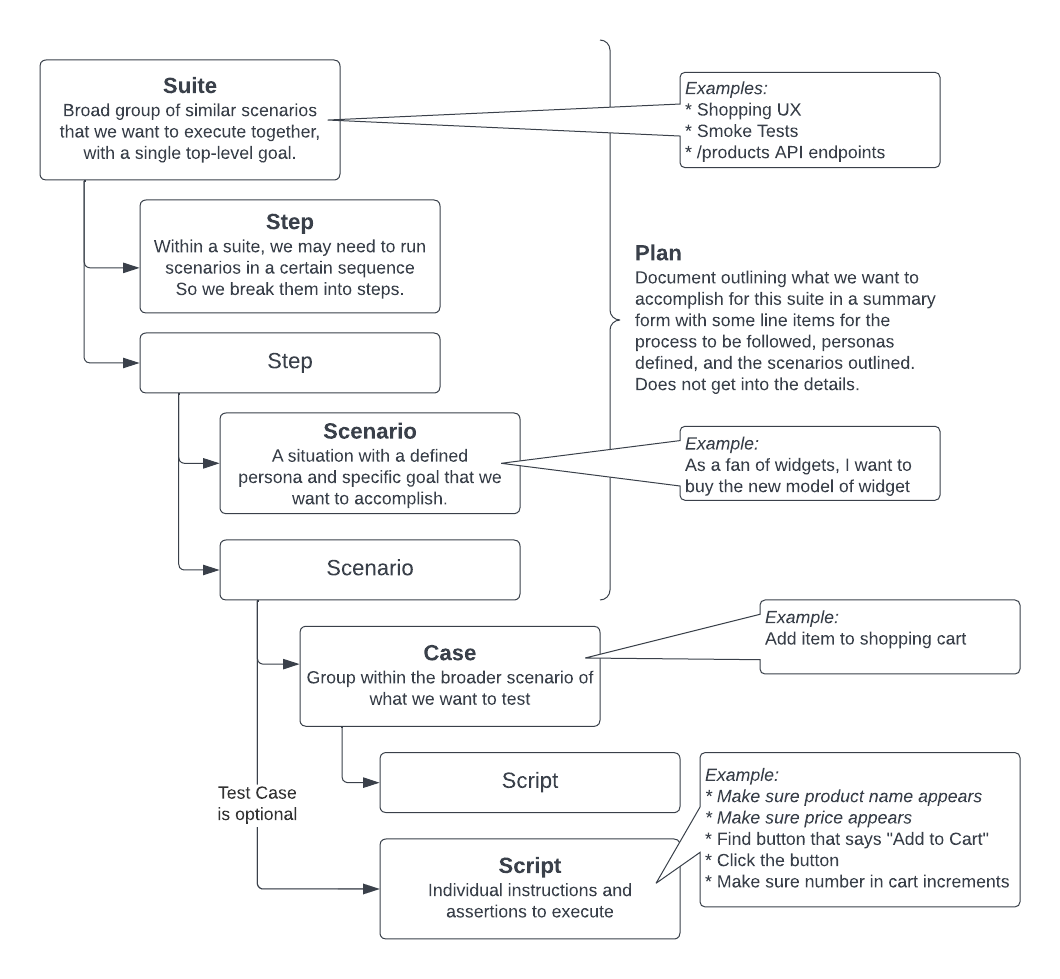 Suite
Broad group of similar scenarios
that we want to execute together,
with a single top-level goal.
Examples:
* Shopping UX
* Smoke Tests
* /products API endpoints
Step
Within a suite, we may need to run
scenarios in a certain sequence
So we break them into steps.
Plan
Document outlining what we want to
accomplish for this suite in a summary
form with some line items for the
process to be followed, personas
defined, and the scenarios outlined.
Does not get into the details.
Step
Scenario
A situation with a defined
persona and specific goal that we
want to accomplish.
Example:
As a fan of widgets, I want to
buy the new model of widget
Scenario
Case
Group within the broader scenario of
what we want to test
Example:
Add item to shopping cart
Script
Test Case
is optional
Script
Individual instructions and
assertions to execute
Example:
* Make sure product name appears
* Make sure price appears
* Find button that says "Add to Cart"
* Click the button
* Make sure number in cart increments